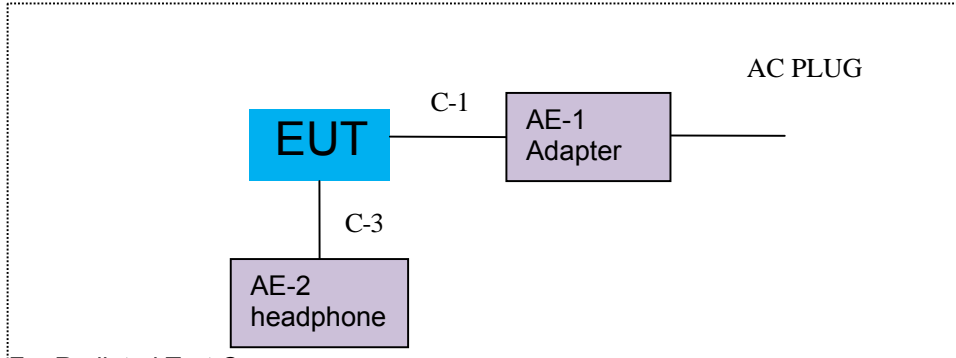 AC PLUG
C-1
EUT
AE-1
Adapter
C-3
AE-2
headphone